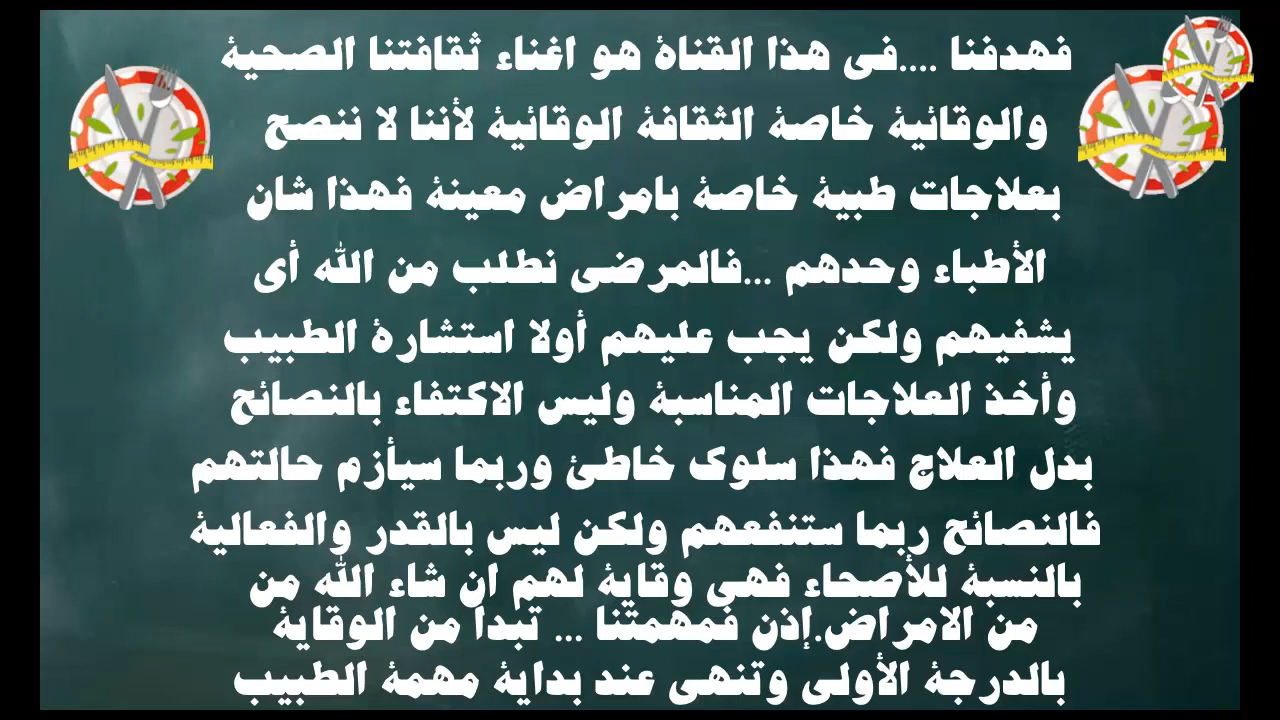 فهدفنا ....فى هذا القناة هو اغناء ثقافتنا الصحية
والوقائية خاصة الثقافة الوقائية لأننا لا ننصح
بعلاجات طبية خاصة بامراض معينة فهذا شان
الأطباء وحدهم ...فالمرضى نطلب من الله أى
يشفيهم ولكن يجب عليهم أولا استشارة الطبيب
وأخذ العلاجات المناسبة وليس الاكتفاء بالنصائح
بدل العلاج فهذا سلوك خاطئ وربما سيأزم حالتهم
فالنصائح ربما ستنفعهم ولكن ليس بالقدر والفعالية
بالنسبة للأصحاء فهى وقاية لهم ان شاء الله من
من الامراض.إذن فمهمتنا ... تبدا من الوقاية
بالدرجة الأولى وتنهى عند بداية مهمة الطبيب